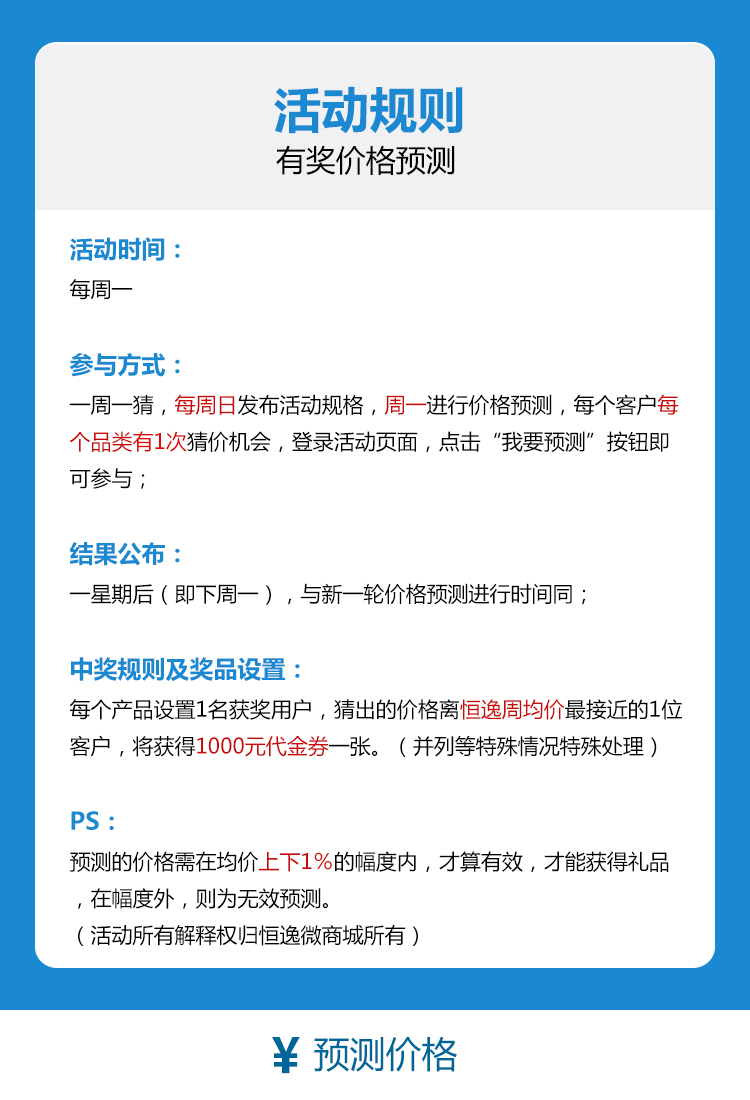 活动规则
有奖价格预测
活动时间：
每周一
参与方式：
一周一猜，每周日发布活动规格，周一进行价格预测，每个客户每
个品类有1次猜价机会，登录活动页面，点击“我要预测”按钮即
可参与；
结果公布：
一星期后（即下周一），与新一轮价格预测进行时间同；
中奖规则及奖品设置：
每个产品设置1名获奖用户，猜出的价格离恒逸周均价最接近的1位
客户，将获得1000元代金券一张。（并列等特殊情况特殊处理）
PS：
预测的价格需在均价上下1%的幅度内，才算有效，才能获得礼品
，在幅度外，则为无效预测。
（活动所有解释权归恒逸微商城所有）
¥ 预测价格